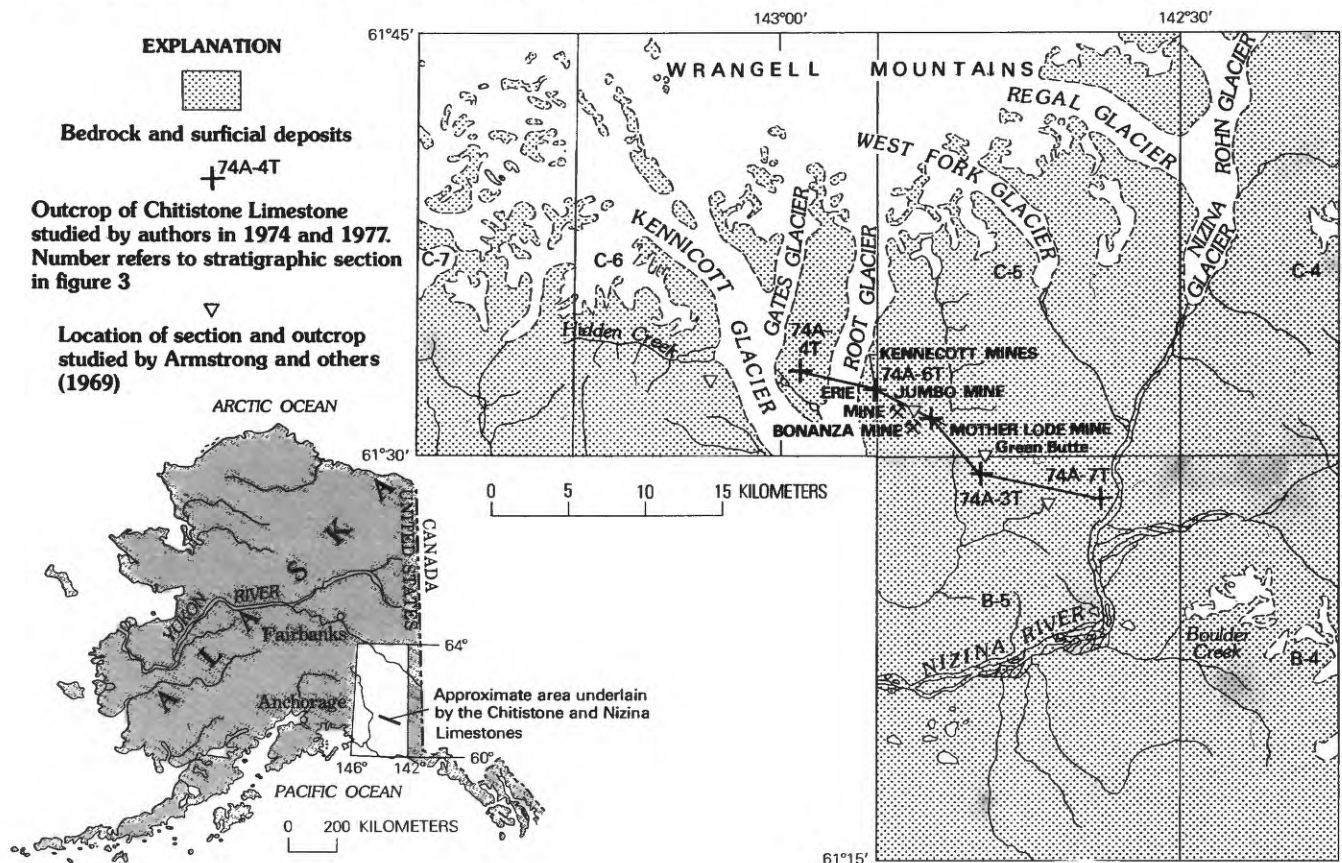 EXPLANATION
Bedrock and surficial deposits
74A-4T
Outcrop of Chitistone Limestone
studied by authors in 1974 and 1977.
Number refers to stratigraphic section
in figure 3
Location of section and outcrop
studied by Armstrong and others
(1969)
143°00'
142°30'
61°45'
WRANGELL MOUNTAINS
REGAL GLACIER
ROHN GLACIER
WEST FORK GLACIER
NIZINA GLACIER
KENNICOTT GLACIER
GATES GLACIER
ROOT GLACIER
C-7
C-6
C-5
C-4
Hidden Creek
74A-
4T
KENNECOTT MINES
74A-6T
ERIE
MINE
JUMBO MINE
BONANZA MINE
MOTHER LODE MINE
Green Butte
61°30'
74A-7T
74A-3T
0 5 10 15 KILOMETERS
B-5
NIZINA RIVER
Boulder
Creek
B-4
61°15'
ARCTIC OCEAN
ALASKA
UNITED STATES
CANADA
YUKON RIVER
Fairbanks
64°
Anchorage
Approximate area underlain
by the Chitistone and Nizina
Limestones
146° 142°
60°
PACIFIC OCEAN
0 200 KILOMETERS